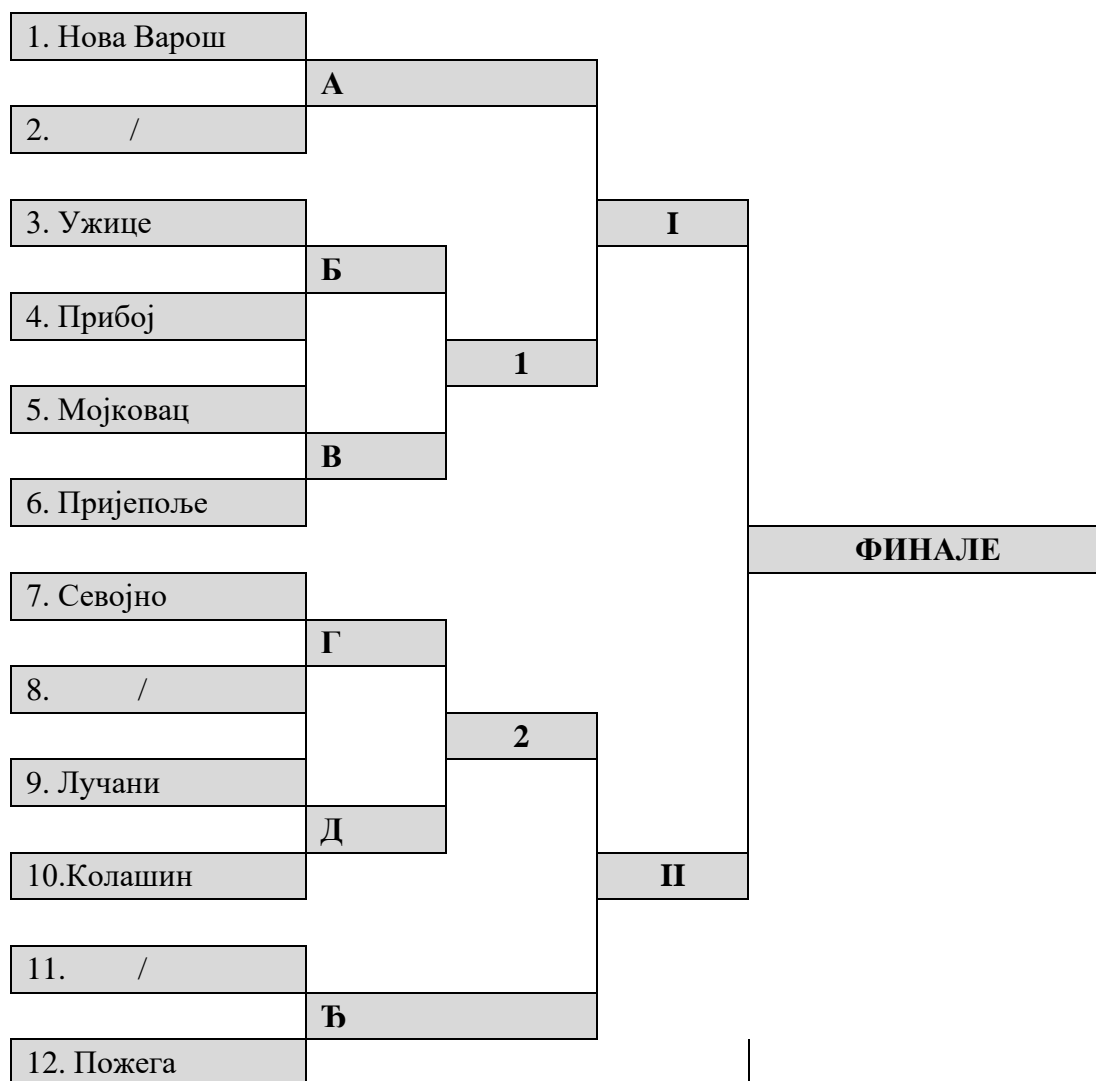 1. Нова Варош
А
2. /
3. Ужице
I
Б
4. Прибој
1
5. Мојковац
В
6. Пријепоље
ФИНАЛЕ
7. Севојно
Г
8. /
2
9. Лучани
Д
10.Колашин
II
11. /
Ђ
12. Пожега